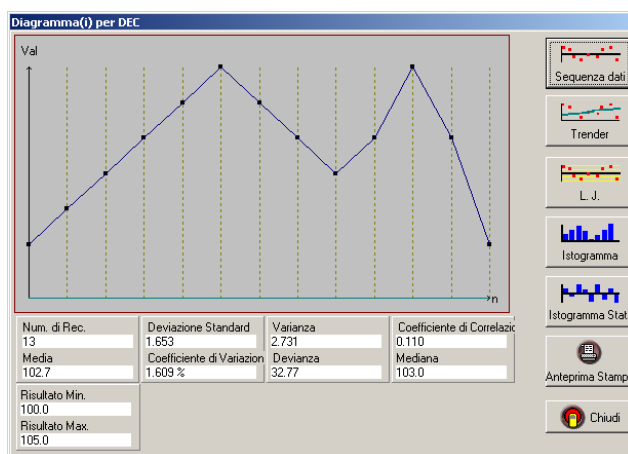 Diagramma(i) per DEC
Val
n
Sequenza dati
Trender
L. J.
Istogramma
Istogramma Stat
Anteprima Stamp
Chiudi
Num. di Rec.
13
Media
102.7
Deviazione Standard
1.653
Coefficiente di Variazion
1.609 %
Varianza
2.731
Devianza
32.77
Coefficiente di Correlazio
0.110
Mediana
103.0
Risultato Min.
100.0
Risultato Max.
105.0